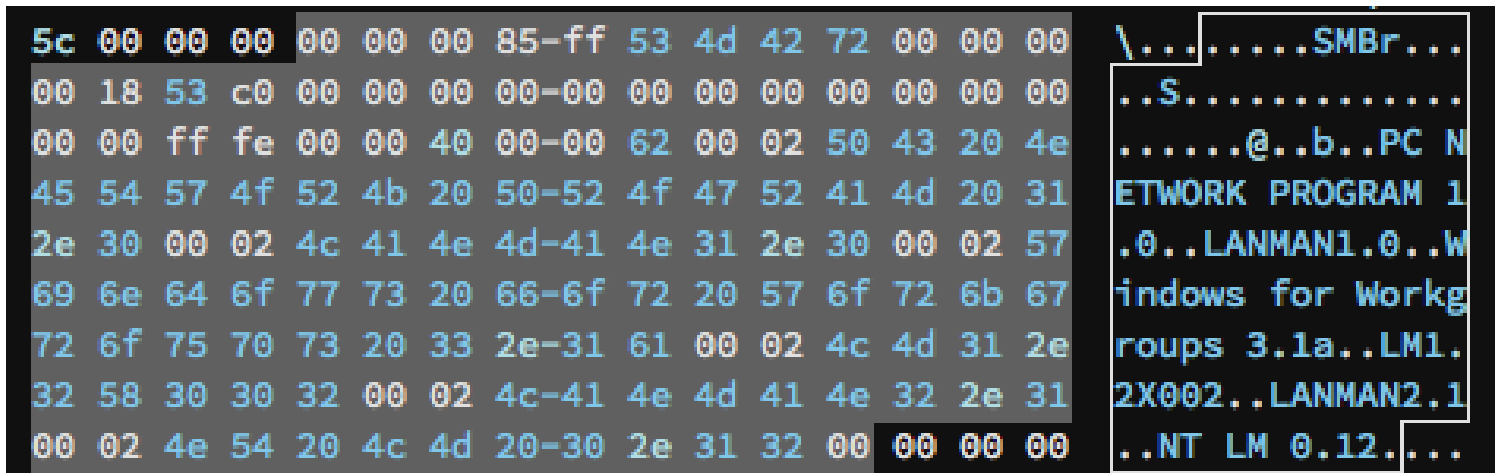 5c 00 00 00 00 00 00 85-ff 53 4d 42 72 00 00 00 \........SMBr...
00 18 53 c0 00 00 00 00-00 00 00 00 00 00 00 00 ..S.............
00 00 ff fe 00 00 40 00-00 62 00 02 50 43 20 4e ......@..b..PC N
45 54 57 4f 52 4b 20 50-52 4f 47 52 41 4d 20 31 ETWORK PROGRAM 1
2e 30 00 02 4c 41 4e 4d-41 4e 31 2e 30 00 02 57 .0..LANMAN1.0..W
69 6e 64 6f 77 73 20 66-6f 72 20 57 6f 72 6b 67 indows for Workg
72 6f 75 70 73 20 33 2e-31 61 00 02 4c 4d 31 2e roups 3.1a..LM1.
32 58 30 30 32 00 02 4c-41 4e 4d 41 4e 32 2e 31 2X002..LANMAN2.1
00 02 4e 54 20 4c 4d 20-30 2e 31 32 00 00 00 00 ..NT LM 0.12....